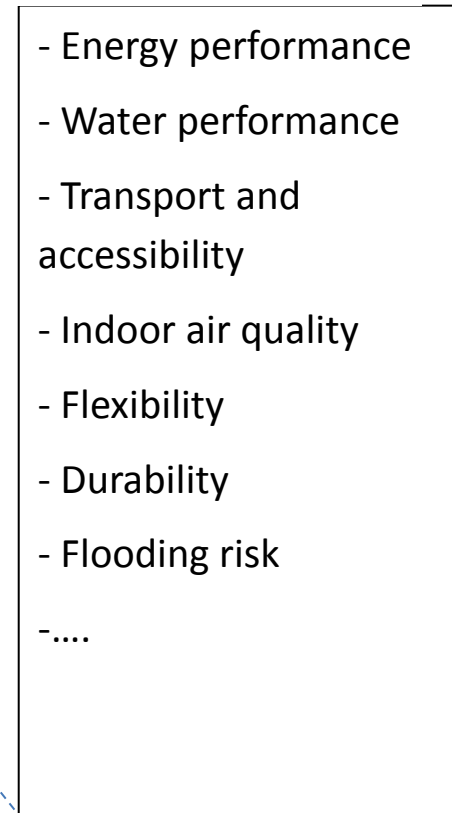 - Energy performance
- Water performance
- Transport and
accessibility
- Indoor air quality
- Flexibility
- Durability
- Flooding risk
-....